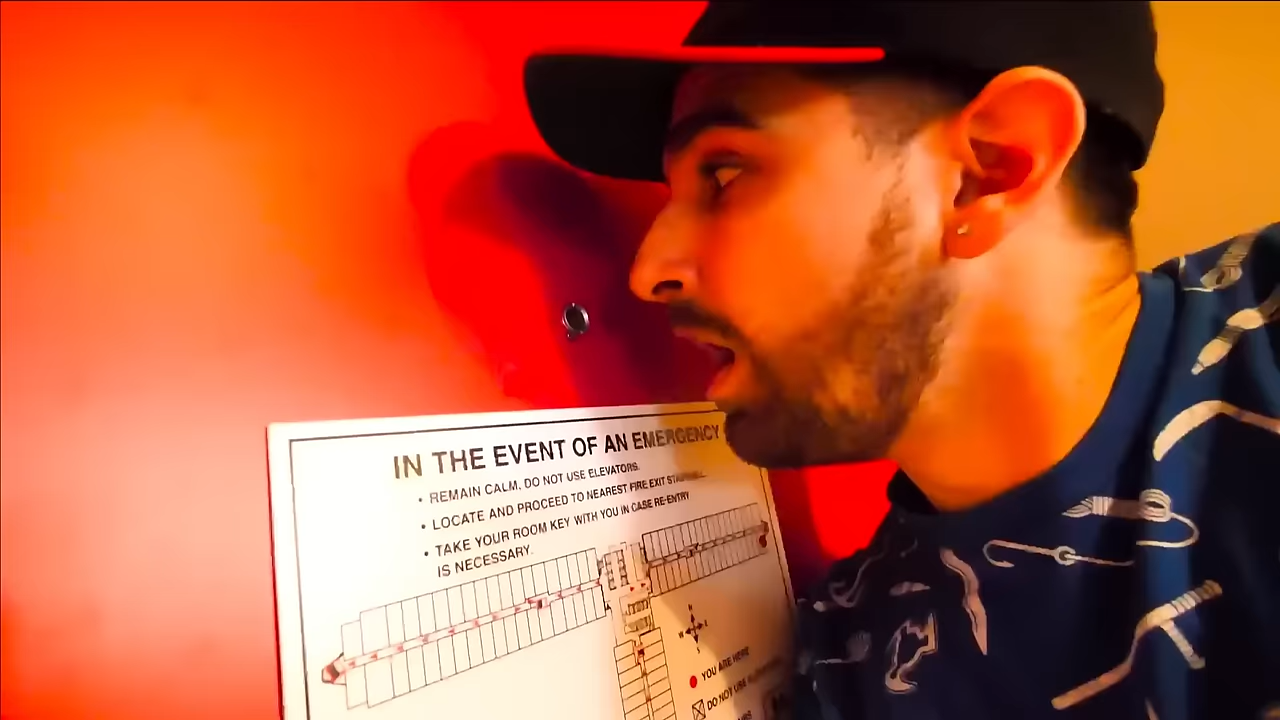 IN THE EVENT OF AN EMERGENCY
• REMAIN CALM, DO NOT USE ELEVATORS.
• LOCATE AND PROCEED TO NEAREST FIRE EXIT
• TAKE YOUR ROOM KEY WITH YOU IN CASE RE-ENTRY
IS NECESSARY.
N
W E
S
YOU ARE HERE
DO NOT USE